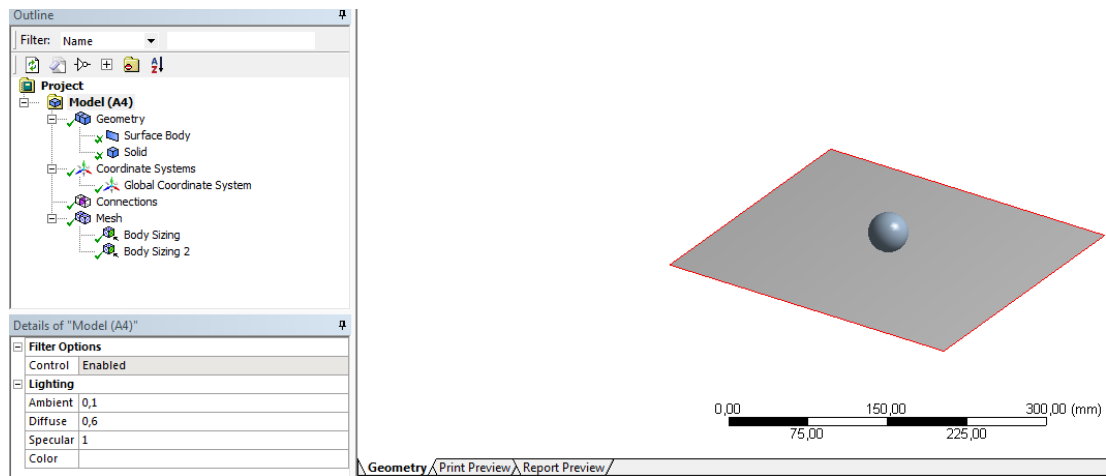 Outline
Filter: Name
Project
Model (A4)
Geometry
Surface Body
Solid
Coordinate Systems
Global Coordinate System
Connections
Mesh
Body Sizing
Body Sizing 2
Details of "Model (A4)"
Filter Options
Control Enabled
Lighting
Ambient 0,1
Diffuse 0,6
Specular 1
Color
0,00 150,00 300,00 (mm)
75,00 225,00
Geometry Print Preview Report Preview